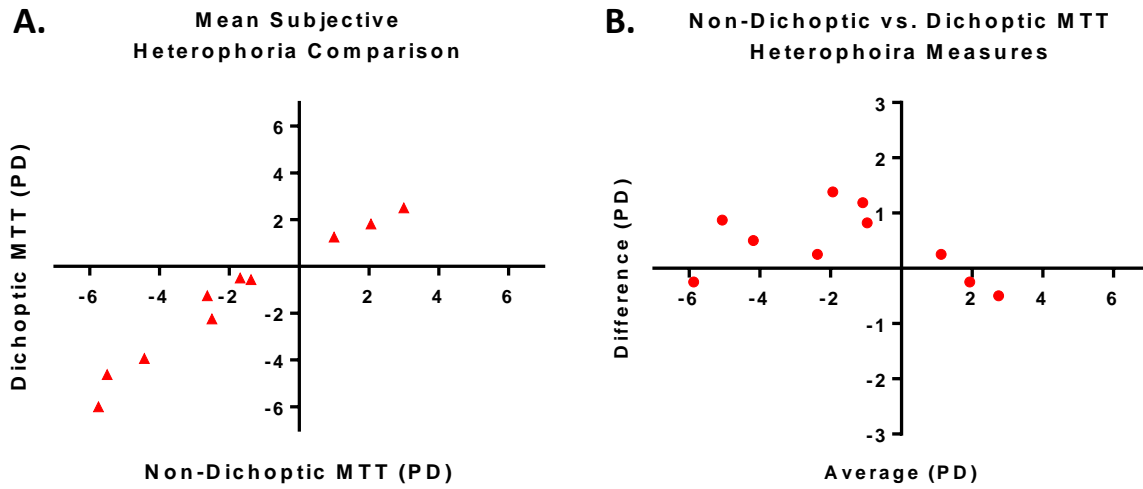 A.
Mean Subjective
Heterophoria Comparison
Dichoptic MTT (PD)
6
4
2
-6 -4 -2 2 4 6
-2
-4
-6
Non-Dichoptic MTT (PD)
B.
Non-Dichoptic vs. Dichoptic MTT
Heterophoira Measures
Difference (PD)
3
2
1
-6 -4 -2 2 4 6
-1
-2
-3
Average (PD)